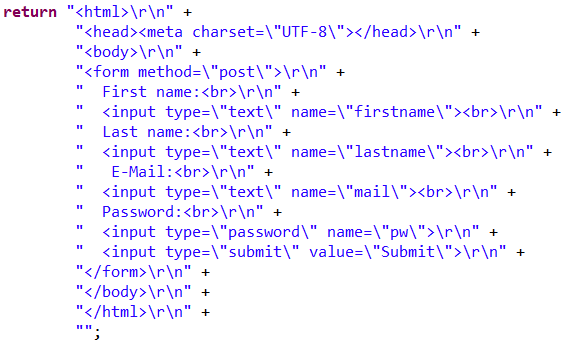 return "<html>\r\n" +
"<head><meta charset=\"UTF-8\"></head>\r\n" +
"<body>\r\n" +
"<form method=\"post\">\r\n" +
"  First name:<br>\r\n" +
"  <input type=\"text\" name=\"firstname\"><br>\r\n" +
"  Last name:<br>\r\n" +
"  <input type=\"text\" name=\"lastname\"><br>\r\n" +
"   E-Mail:<br>\r\n" +
"  <input type=\"text\" name=\"mail\"><br>\r\n" +
"  Password:<br>\r\n" +
"  <input type=\"password\" name=\"pw\">\r\n" +
"  <input type=\"submit\" value=\"Submit\">\r\n" +
"</form>\r\n" +
"</body>\r\n" +
"</html>\r\n" +
"";